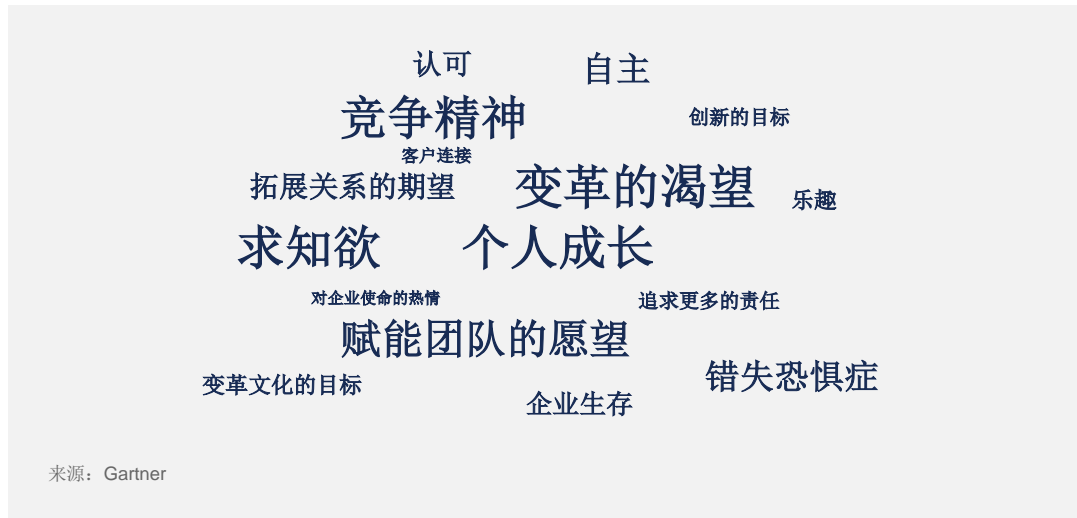 认可
自主
竞争精神
创新的目标
客户连接
拓展关系的期望
变革的渴望
乐趣
求知欲
个人成长
对企业使命的热情
追求更多的责任
赋能团队的愿望
错失恐惧症
变革文化的目标
企业生存
来源：Gartner